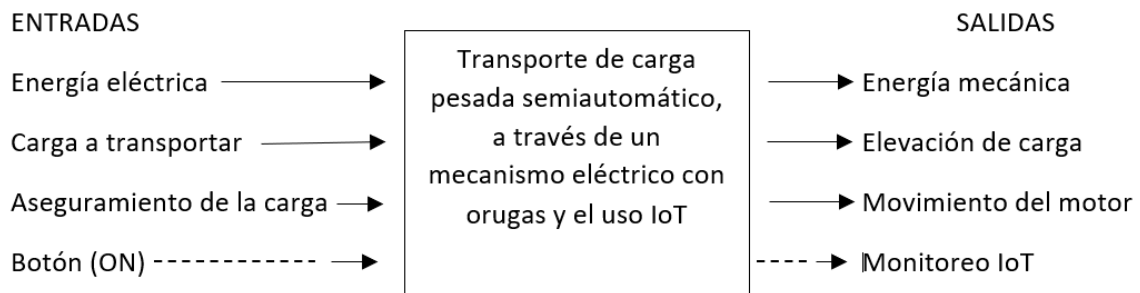 ENTRADAS
SALIDAS
Energía eléctrica
Carga a transportar
Aseguramiento de la carga
Botón (ON)
Transporte de carga
pesada semiautomático,
a través de un
mecanismo eléctrico con
orugas y el uso IoT
Energía mecánica
Elevación de carga
Movimiento del motor
Monitoreo IoT